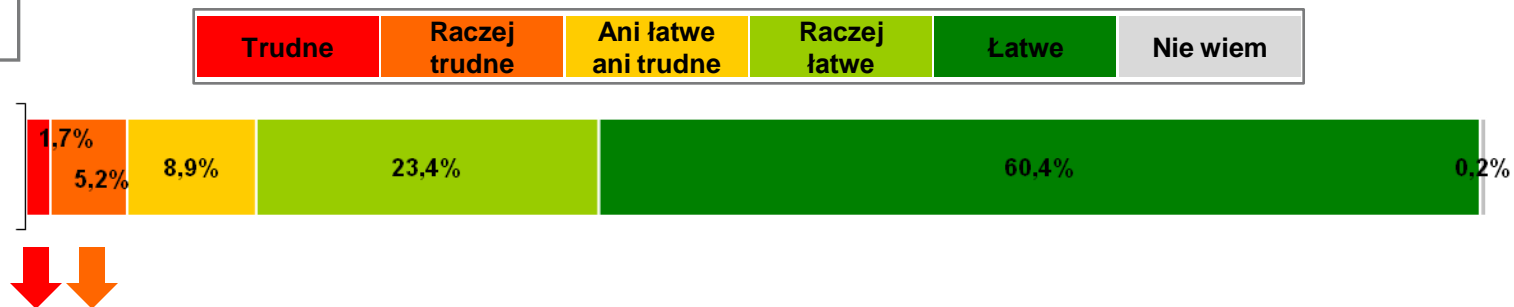 Trudne
Raczej
trudne
Ani łatwe
ani trudne
Raczej
łatwe
Łatwe
Nie wiem
1,7%
5,2%
8,9%
23,4%
60,4%
0,2%